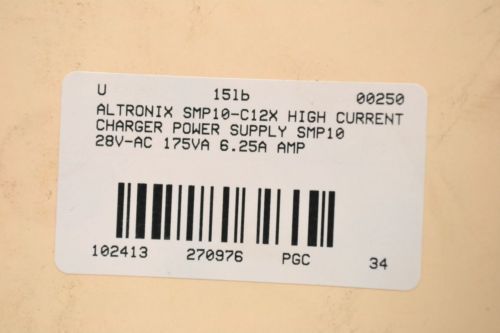 U 15lb 00250
ALTRONIX SMP10-C12X HIGH CURRENT
CHARGER POWER SUPPLY SMP10
28V-AC 175VA 6.25A AMP
102413 270976 PGC 34